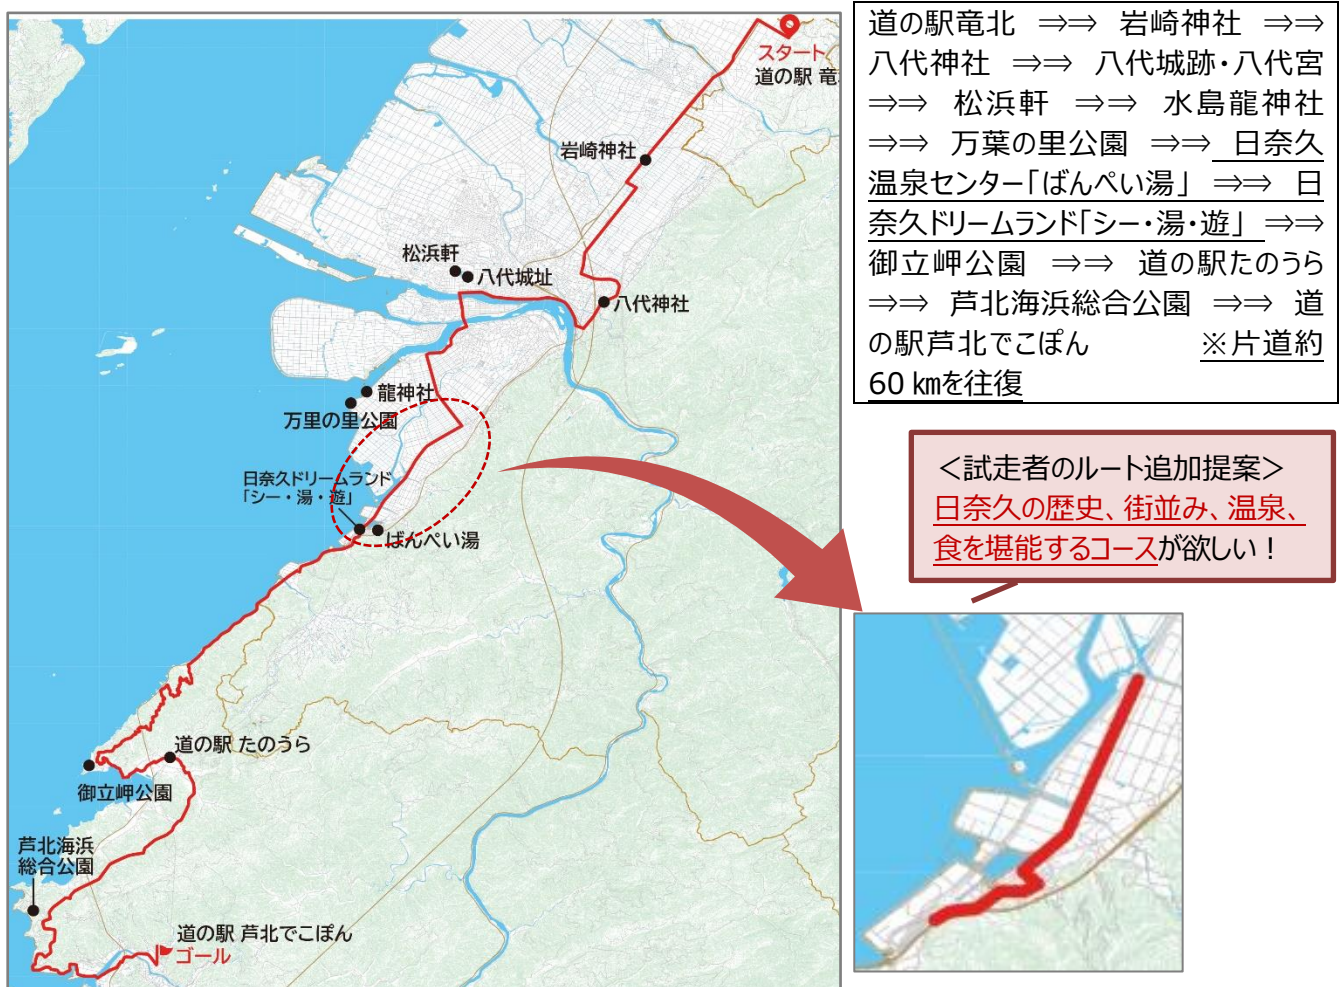 スタート
道の駅 竜
岩崎神社
松浜軒
八代城址
八代神社
龍神社
万里の里公園
日奈久ドリームランド
「シー・湯・遊」
ばんぺい湯
道の駅 たのうら
御立岬公園
芦北海浜
総合公園
道の駅 芦北でこぽん
ゴール
道の駅竜北 ⇒⇒ 岩崎神社 ⇒⇒
八代神社 ⇒⇒ 八代城跡・八代宮
⇒⇒ 松浜軒 ⇒⇒ 水島龍神社
⇒⇒ 万葉の里公園 ⇒⇒ 日奈久
温泉センター「ばんぺい湯」 ⇒⇒ 日
奈久ドリームランド「シー・湯・遊」 ⇒⇒
御立岬公園 ⇒⇒ 道の駅たのうら
⇒⇒ 芦北海浜総合公園 ⇒⇒ 道
の駅芦北でこぽん ※片道約
60 ㎞を往復
＜試走者のルート追加提案＞
日奈久の歴史、街並み、温泉、
食を堪能するコースが欲しい！